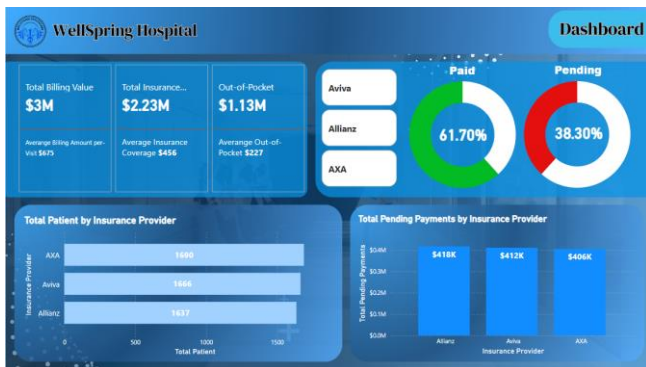 WellSpring Hospital
Dashboard
Total Billing Value
$3M
Averange Billing Amount per-
Visit $675
Total Insurance...
$2.23M
Average Insurance
Coverage $456
Out-of-Pocket
$1.13M
Averange Out-of-
Pocket $227
Aviva
Allianz
AXA
Paid
61.70%
Pending
38.30%
Total Patient by Insurance Provider
Insurance Provider
AXA
1690
Aviva
1666
Allianz
1637
0
500
1000
1500
Total Patient
Total Pending Payments by Insurance Provider
Total Pending Payments
$0.4M
$0.3M
$0.2M
$0.1M
$0.0M
$418K
$412K
$406K
Allianz
Aviva
AXA
Insurance Provider